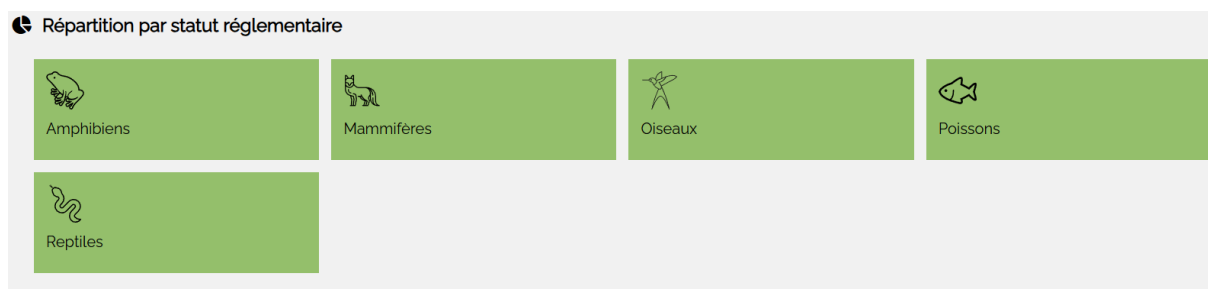 Répartition par statut réglementaire
Amphibiens
Mammifères
Oiseaux
Poissons
Reptiles